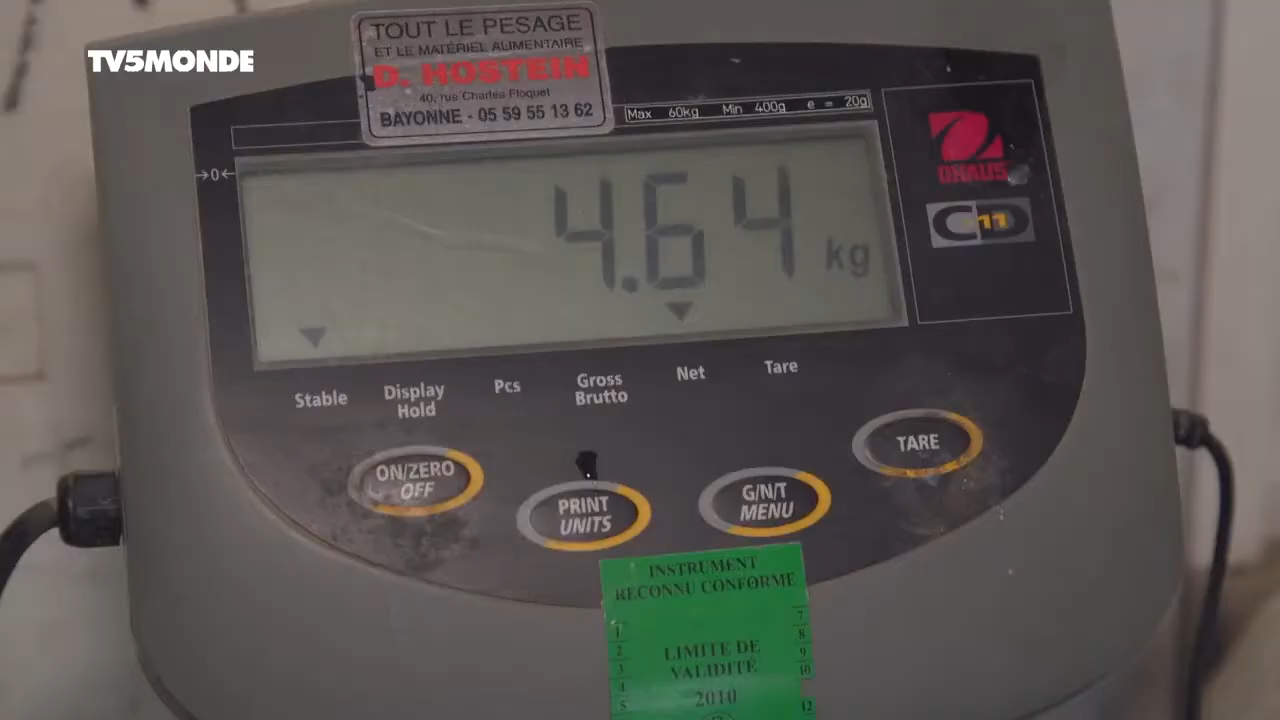 TV5MONDE
TOUT LE PESAGE
ET LE MATÉRIEL ALIMENTAIRE
D. HOSTEIN
40, rue Charles Floquet
BAYONNE - 05 59 55 13 62
Max 60kg Min 400g e = 20g
→0←
4.64 kg
OHAUS
CD 11
Stable
Display Hold
Pcs
Gross Brutto
Net
Tare
ON/ZERO
OFF
PRINT
UNITS
G/N/T
MENU
TARE
INSTRUMENT
RECONNU CONFORME
LIMITE DE
VALIDITÉ
2010
1
2
3
4
5
7
8
9
10
12